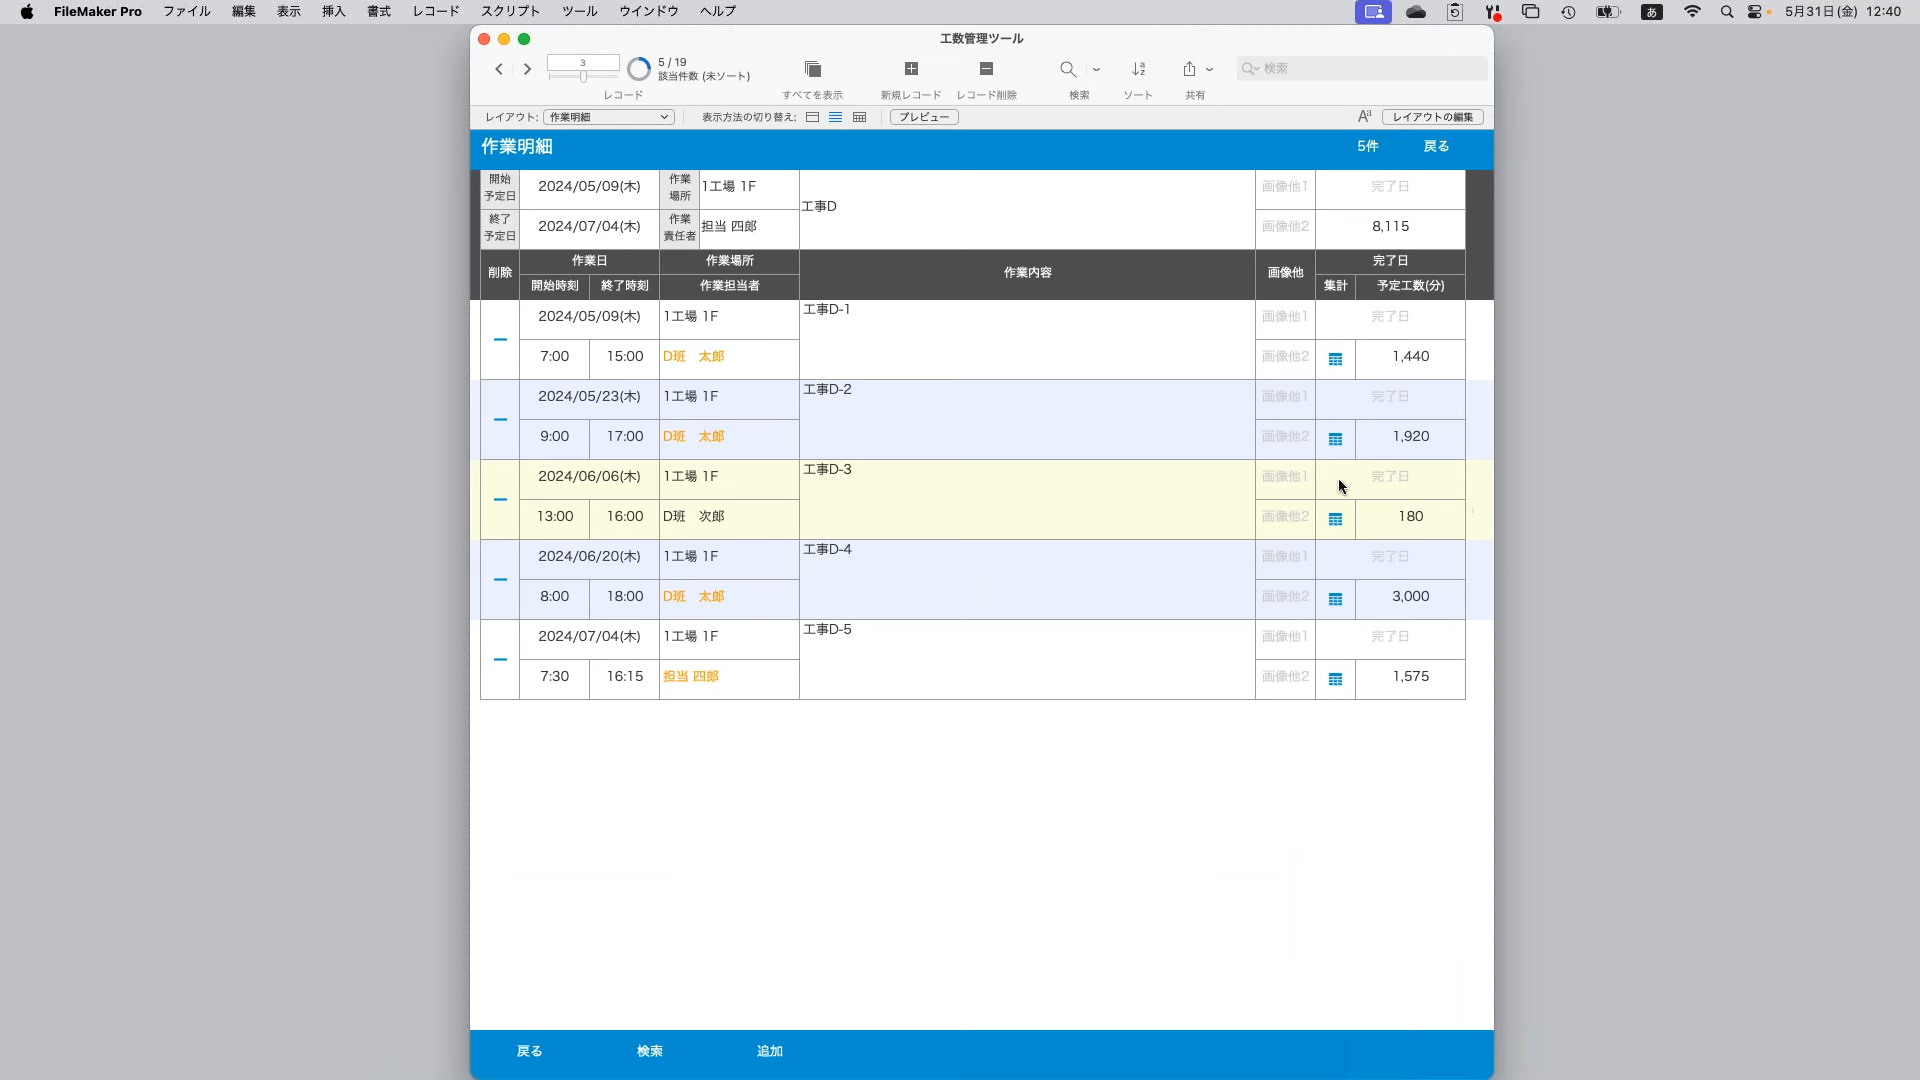 FileMaker Pro ファイル 編集 表示 挿入 書式 レコード スクリプト ツール ウインドウ ヘルプ あ 5月31日(金) 12:40
工数管理ツール
3 5 / 19
該当件数 (未ソート) 検索
レコード すべてを表示 新規レコード レコード削除 検索 ソート 共有
レイアウト: 作業明細 表示方法の切り替え: プレビュー Aª レイアウトの編集
作業明細 5件 戻る
開始予定日 2024/05/09(木) 作業場所 1工場 1F 工事D 画像他1 完了日
終了予定日 2024/07/04(木) 作業責任者 担当 四郎 画像他2 8,115
削除 作業日 作業場所 作業内容 画像他 完了日
開始時刻 終了時刻 作業担当者 集計 予定工数(分)
2024/05/09(木) 1工場 1F 工事D-1 画像他1 完了日
7:00 15:00 D班 太郎 画像他2 1,440
2024/05/23(木) 1工場 1F 工事D-2 画像他1 完了日
9:00 17:00 D班 太郎 画像他2 1,920
2024/06/06(木) 1工場 1F 工事D-3 画像他1 完了日
13:00 16:00 D班 次郎 画像他2 180
2024/06/20(木) 1工場 1F 工事D-4 画像他1 完了日
8:00 18:00 D班 太郎 画像他2 3,000
2024/07/04(木) 1工場 1F 工事D-5 画像他1 完了日
7:30 16:15 担当 四郎 画像他2 1,575
戻る 検索 追加